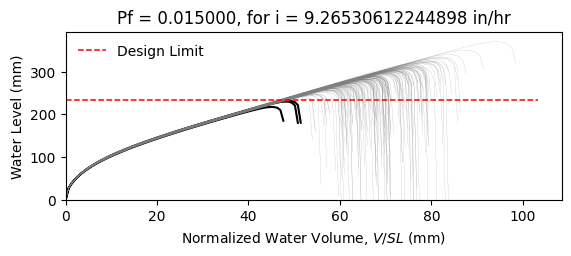 Pf = 0.015000, for i = 9.26530612244898 in/hr
Design Limit
Water Level (mm)
300
200
100
0
0 20 40 60 80 100
Normalized Water Volume, V/SL (mm)